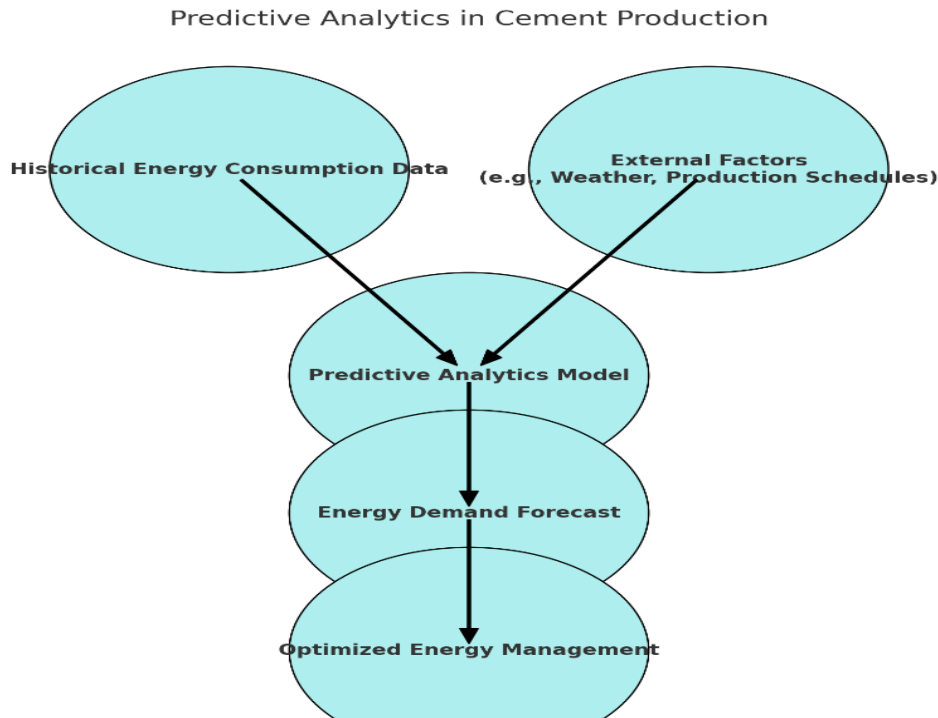 Predictive Analytics in Cement Production
Historical Energy Consumption Data
External Factors
(e.g., Weather, Production Schedules)
Predictive Analytics Model
Energy Demand Forecast
Optimized Energy Management